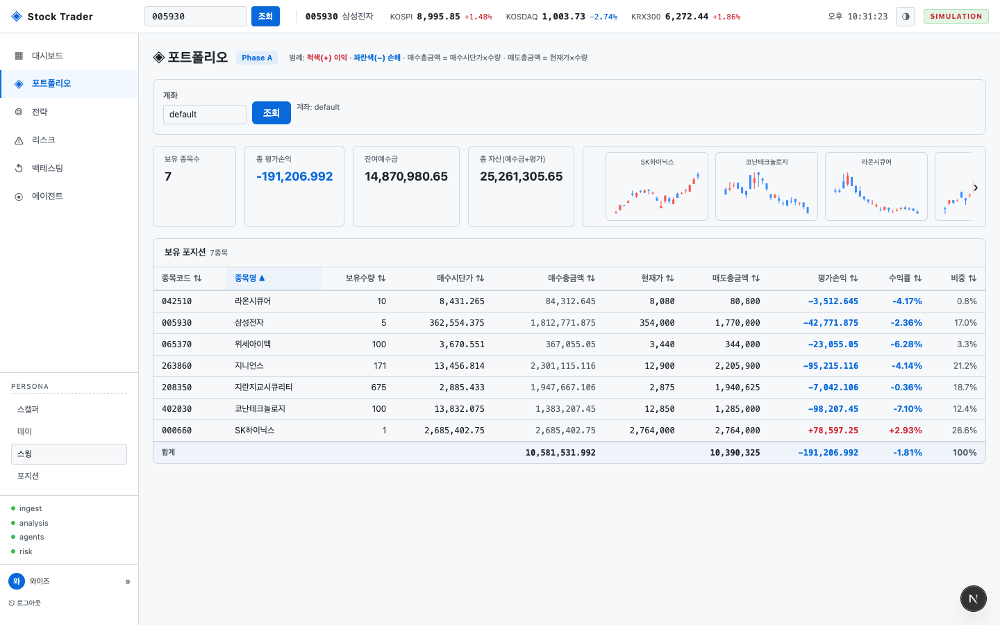 Stock Trader
005930 조회 005930 삼성전자 KOSPI 8,995.85 +1.48% KOSDAQ 1,003.73 −2.74% KRX300 6,272.44 +1.86% 오후 10:31:23 SIMULATION
대시보드
포트폴리오
전략
리스크
백테스팅
에이전트
PERSONA
스캘퍼
데이
스윙
포지션
ingest
analysis
agents
risk
와 와이즈
로그아웃
포트폴리오 Phase A 범례: 적색(+) 이익 · 파란색(−) 손해 · 매수총금액 = 매수시단가×수량 · 매도총금액 = 현재가×수량
계좌
default 조회 계좌: default
보유 종목수
7
총 평가손익
-191,206.992
잔여예수금
14,870,980.65
총 자산(예수금+평가)
25,261,305.65
SK하이닉스
코난테크놀로지
라온시큐어
보유 포지션 7종목
종목코드 ⇅ 종목명 ▲ 보유수량 ⇅ 매수시단가 ⇅ 매수총금액 ⇅ 현재가 ⇅ 매도총금액 ⇅ 평가손익 ⇅ 수익률 ⇅ 비중 ⇅
042510 라온시큐어 10 8,431.265 84,312.645 8,080 80,800 −3,512.645 -4.17% 0.8%
005930 삼성전자 5 362,554.375 1,812,771.875 354,000 1,770,000 −42,771.875 -2.36% 17.0%
065370 위세아이텍 100 3,670.551 367,055.05 3,440 344,000 −23,055.05 -6.28% 3.3%
263860 지니언스 171 13,456.814 2,301,115.116 12,900 2,205,900 −95,215.116 -4.14% 21.2%
208350 지란지교시큐리티 675 2,885.433 1,947,667.106 2,875 1,940,625 −7,042.106 -0.36% 18.7%
402030 코난테크놀로지 100 13,832.075 1,383,207.45 12,850 1,285,000 −98,207.45 -7.10% 12.4%
000660 SK하이닉스 1 2,685,402.75 2,685,402.75 2,764,000 2,764,000 +78,597.25 +2.93% 26.6%
합계 10,581,531.992 10,390,325 −191,206.992 -1.81% 100%
N